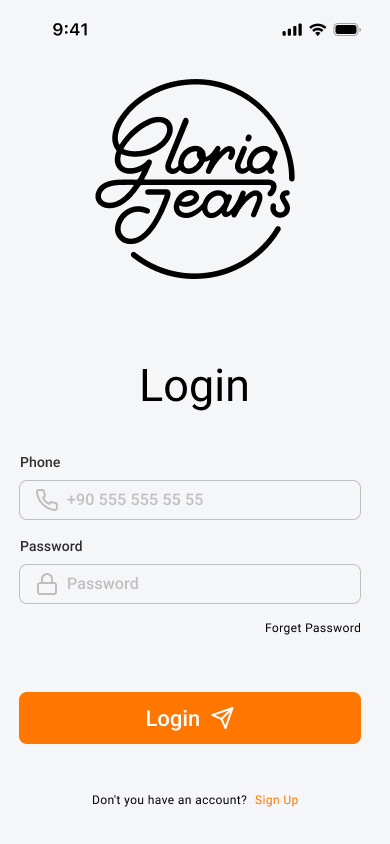 9:41
Gloria
Jean's
Login
Phone
+90 555 555 55 55
Password
Password
Forget Password
Login
Don't you have an account? Sign Up